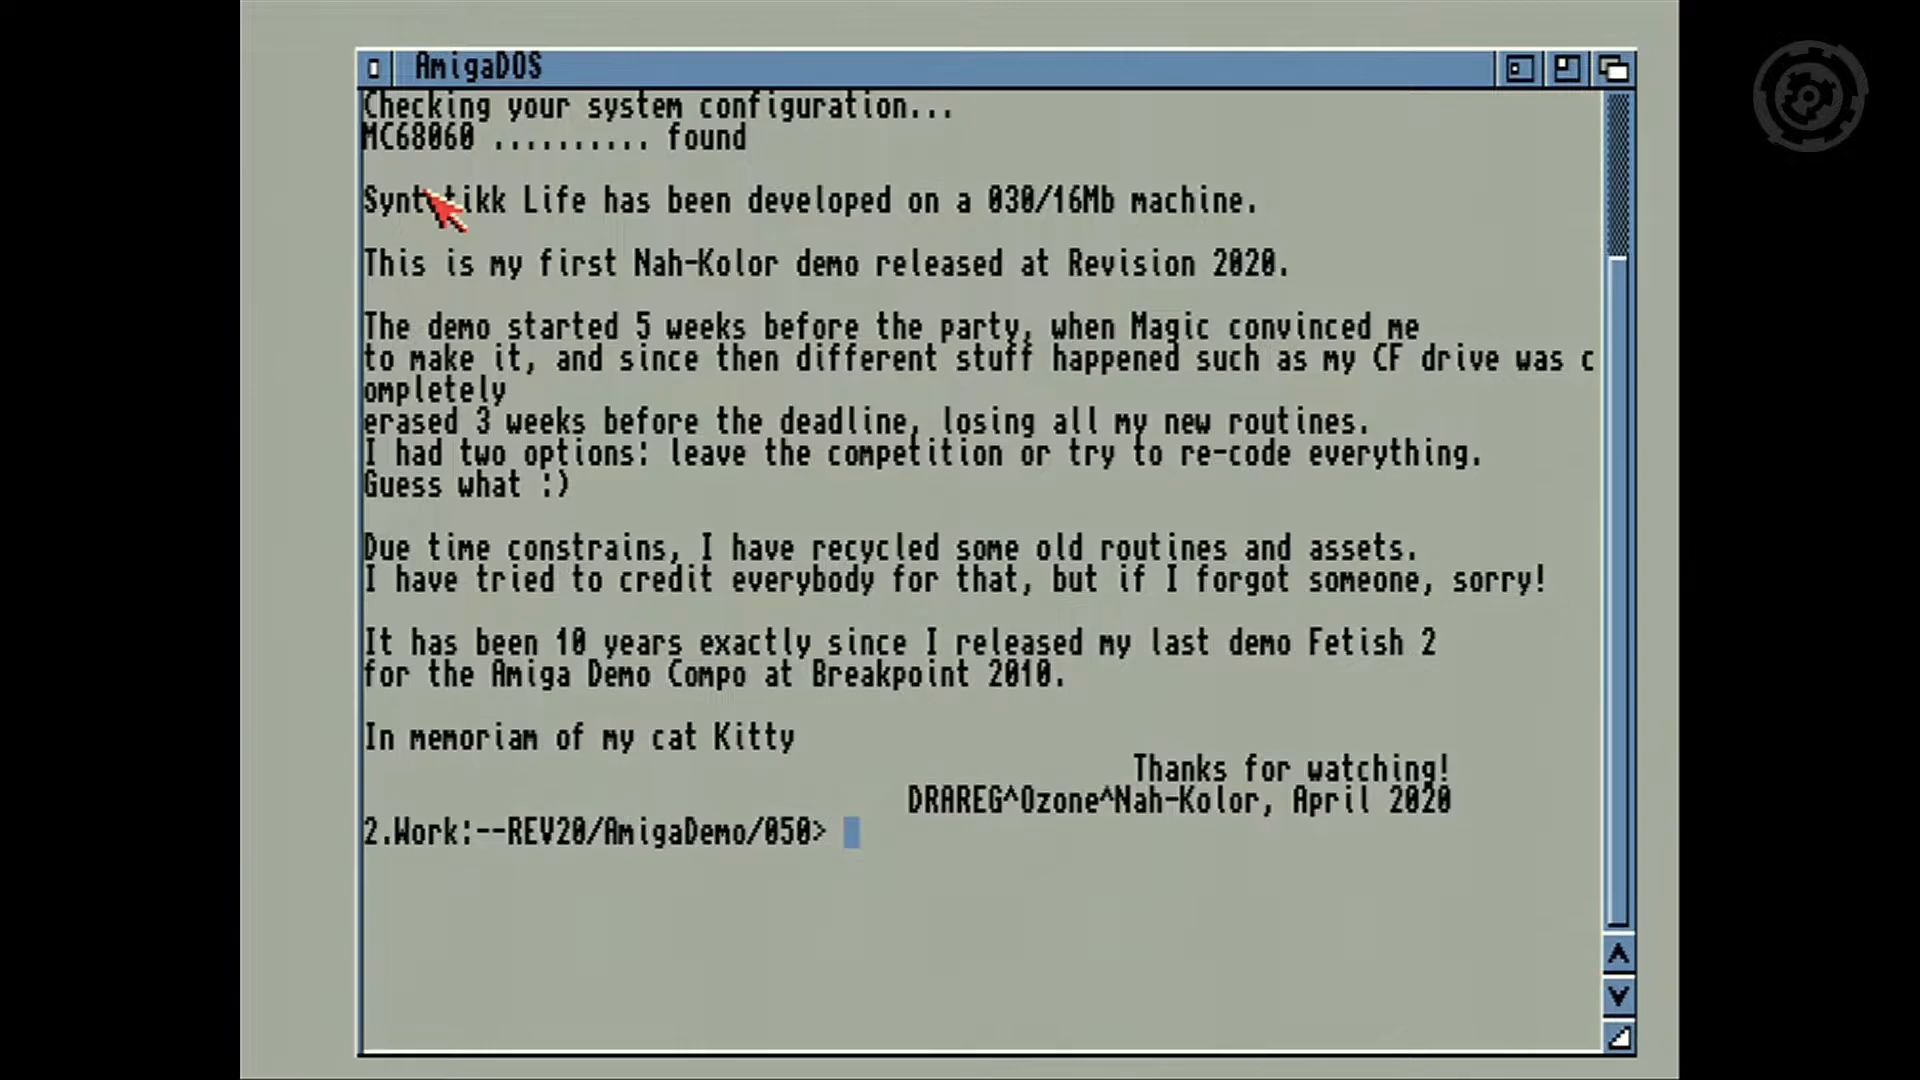 AmigaDOS
Checking your system configuration...
MC68060 .......... found
Life has been developed on a 030/16Mb machine.
This is my first Nah-Kolor demo released at Revision 2020.
The demo started 5 weeks before the party, when Magic convinced me
to make it, and since then different stuff happened such as my CF drive was c
ompletely
erased 3 weeks before the deadline, losing all my new routines.
I had two options: leave the competition or try to re-code everything.
Guess what :)
Due time constrains, I have recycled some old routines and assets.
I have tried to credit everybody for that, but if I forgot someone, sorry!
It has been 10 years exactly since I released my last demo Fetish 2
for the Amiga Demo Compo at Breakpoint 2010.
In memoriam of my cat Kitty
Thanks for watching!
DRAREG^Ozone^Nah-Kolor, April 2020
2.Work:--REV20/AmigaDemo/050>